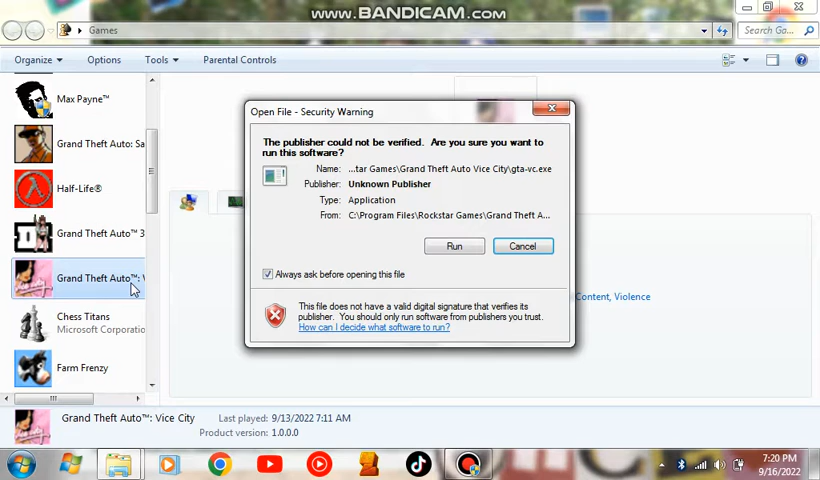 www.BANDICAM.com
Games
Search Ga...
Organize
Options
Tools
Parental Controls
Max Payne™
Grand Theft Auto: Sa
Half-Life®
Grand Theft Auto™ 3
Grand Theft Auto™: V
Chess Titans
Microsoft Corporatio
Farm Frenzy
Open File - Security Warning
The publisher could not be verified. Are you sure you want to
run this software?
Name: ...tar Games\Grand Theft Auto Vice City\gta-vc.exe
Publisher: Unknown Publisher
Type: Application
From: C:\Program Files\Rockstar Games\Grand Theft A...
Run
Cancel
Always ask before opening this file
This file does not have a valid digital signature that verifies its
publisher. You should only run software from publishers you trust.
How can I decide what software to run?
Content, Violence
Grand Theft Auto™: Vice City
Last played: 9/13/2022 7:11 AM
Product version: 1.0.0.0
7:20 PM
9/16/2022